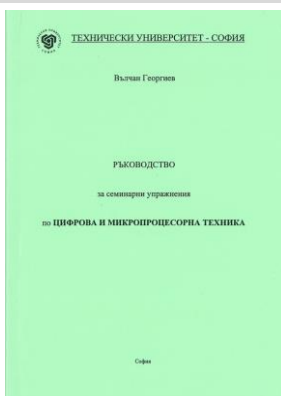 ТЕХНИЧЕСКИ УНИВЕРСИТЕТ - СОФИЯ
Вълчан Георгиев
РЪКОВОДСТВО
за семинарни упражнения
по ЦИФРОВА И МИКРОПРОЦЕСОРНА ТЕХНИКА
София